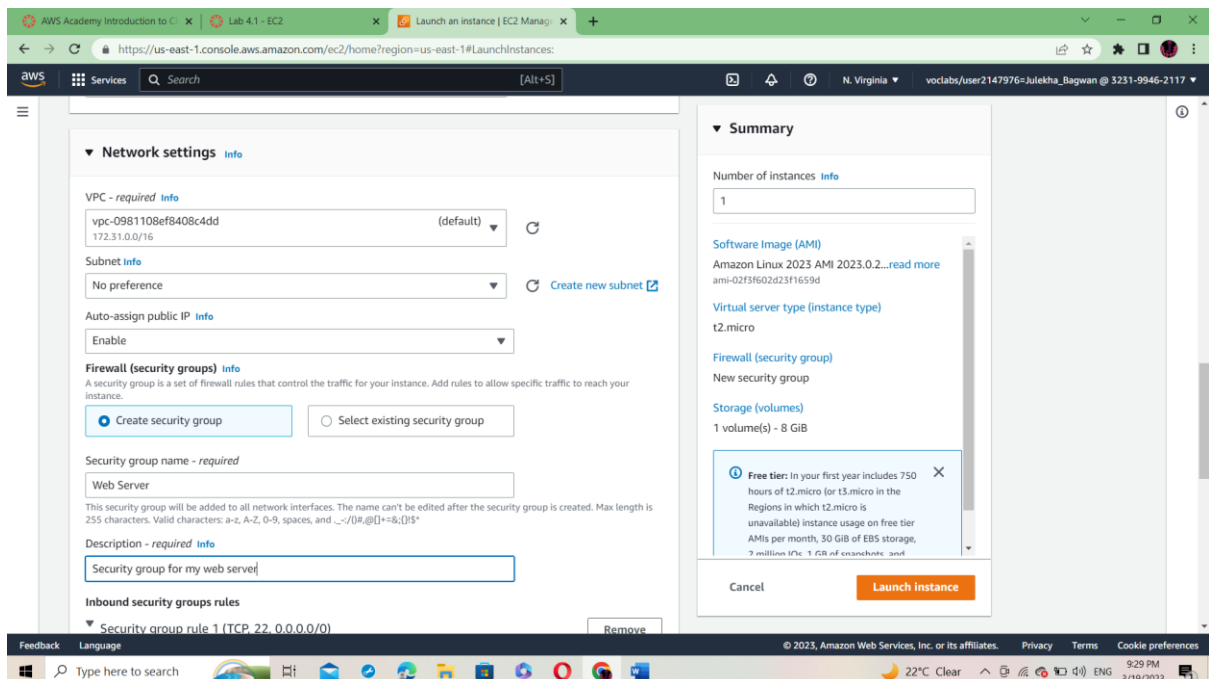 AWS Academy Introduction to Cl
Lab 4.1 - EC2
Launch an instance | EC2 Manage
https://us-east-1.console.aws.amazon.com/ec2/home?region=us-east-1#LaunchInstances:
aws
Services
Search
[Alt+S]
N. Virginia
voclabs/user2147976=Julekha_Bagwan @ 3231-9946-2117
Network settings Info
VPC - required Info
vpc-0981108ef8408c4dd
(default)
172.31.0.0/16
Subnet Info
No preference
Create new subnet
Auto-assign public IP Info
Enable
Firewall (security groups) Info
A security group is a set of firewall rules that control the traffic for your instance. Add rules to allow specific traffic to reach your
instance.
Create security group
Select existing security group
Security group name - required
Web Server
This security group will be added to all network interfaces. The name can't be edited after the security group is created. Max length is
255 characters. Valid characters: a-z, A-Z, 0-9, spaces, and ._-:/()#,@[]+=&;{}!$*
Description - required Info
Security group for my web server
Inbound security groups rules
Security group rule 1 (TCP, 22, 0.0.0.0/0)
Remove
Summary
Number of instances Info
1
Software Image (AMI)
Amazon Linux 2023 AMI 2023.0.2...read more
ami-02f3f602d23f1659d
Virtual server type (instance type)
t2.micro
Firewall (security group)
New security group
Storage (volumes)
1 volume(s) - 8 GiB
Free tier: In your first year includes 750
hours of t2.micro (or t3.micro in the
Regions in which t2.micro is
unavailable) instance usage on free tier
AMIs per month, 30 GiB of EBS storage,
2 million IOs, 1 GB of snapshots, and
Cancel
Launch instance
Feedback
Language
© 2023, Amazon Web Services, Inc. or its affiliates.
Privacy
Terms
Cookie preferences
Type here to search
22°C Clear
ENG
9:29 PM
3/19/2023